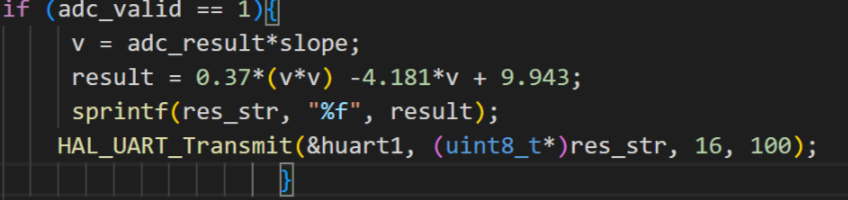 if (adc_valid == 1){
v = adc_result*slope;
result = 0.37*(v*v) -4.181*v + 9.943;
sprintf(res_str, "%f", result);
HAL_UART_Transmit(&huart1, (uint8_t*)res_str, 16, 100);
}